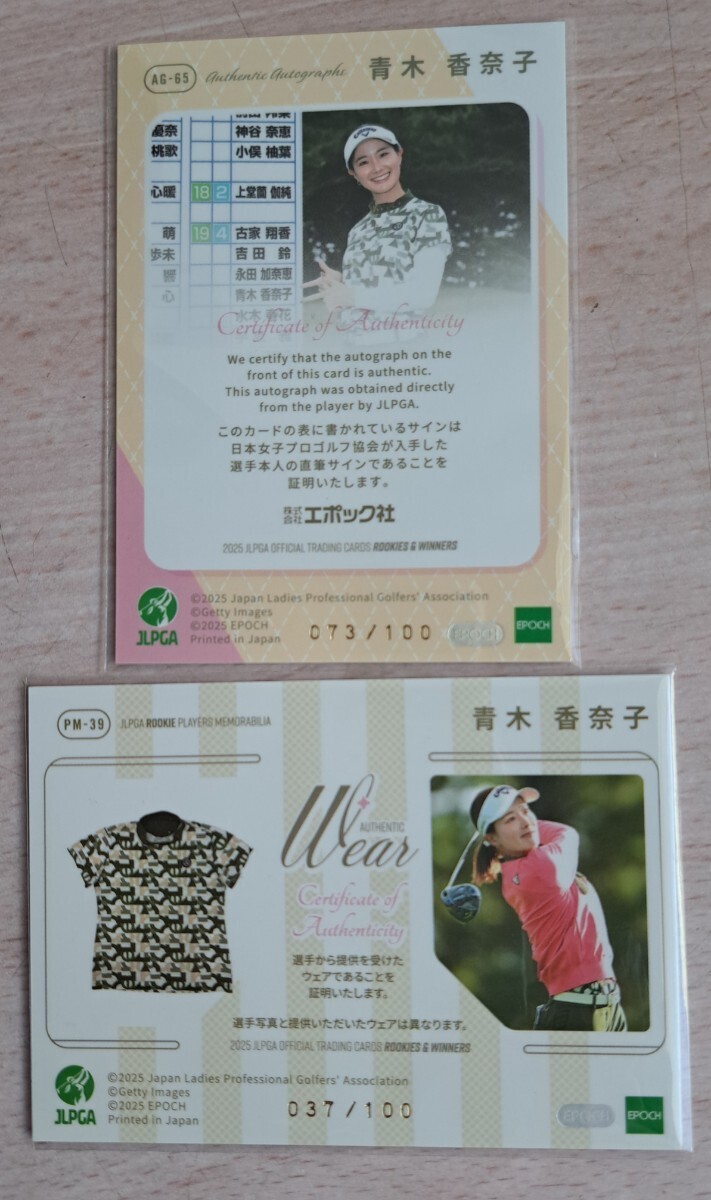 AG-65 Authentic Autographs 青木 香奈子
優奈 神谷 奈恵
桃歌 小俣 柚葉
心暖 18 2 上堂薗 伽純
萌 19 4 古家 翔香
歩未 吉田 鈴
響 永田 加奈恵
心 青木 香奈子
Certificate of Authenticity
We certify that the autograph on the
front of this card is authentic.
This autograph was obtained directly
from the player by JLPGA.
このカードの表に書かれているサインは
日本女子プロゴルフ協会が入手した
選手本人の直筆サインであることを
証明いたします。
株式会社 エポック社
2025 JLPGA OFFICIAL TRADING CARDS ROOKIES & WINNERS
©2025 Japan Ladies Professional Golfers' Association
©Getty Images
©2025 EPOCH
Printed in Japan
JLPGA
073/100
EPOCH
EPOCH
PM-39 JLPGA ROOKIE PLAYERS MEMORABILIA 青木 香奈子
AUTHENTIC
Wear
Certificate of
Authenticity
選手から提供を受けた
ウェアであることを
証明いたします。
選手写真と提供いただいたウェアは異なります。
2025 JLPGA OFFICIAL TRADING CARDS ROOKIES & WINNERS
©2025 Japan Ladies Professional Golfers' Association
©Getty Images
©2025 EPOCH
Printed in Japan
JLPGA
037/100
EPOCH
EPOCH